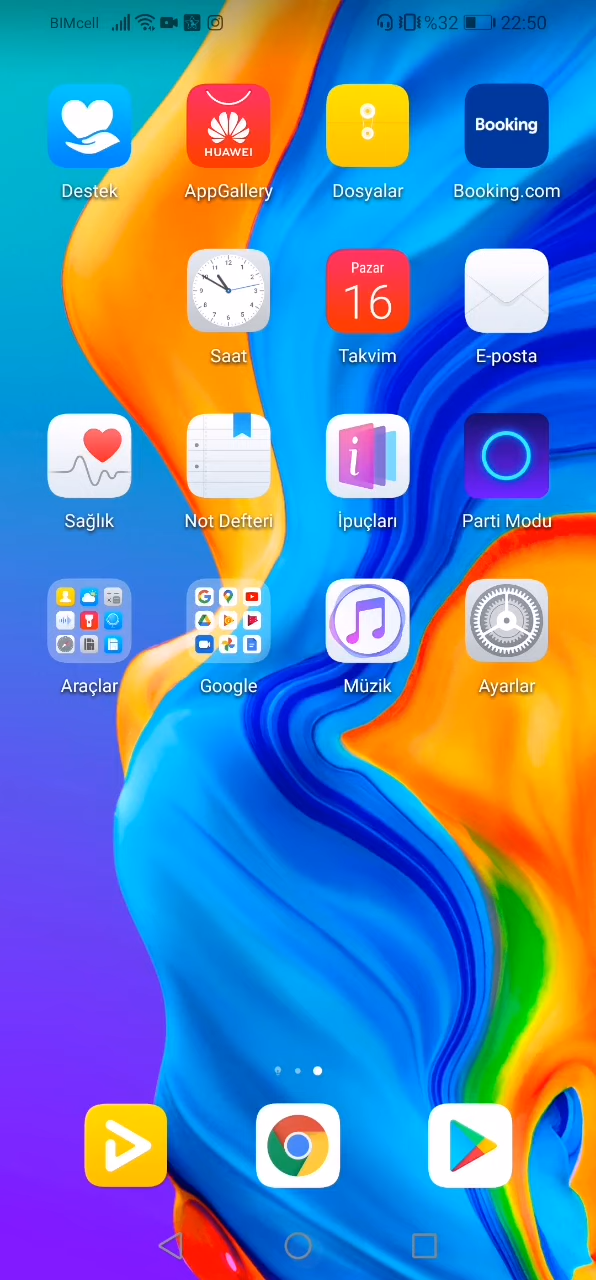 BIMcell %32 22:50
HUAWEI
Booking
Destek AppGallery Dosyalar Booking.com
Pazar
16
Saat Takvim E-posta
i
Sağlık Not Defteri İpuçları Parti Modu
Araçlar Google Müzik Ayarlar